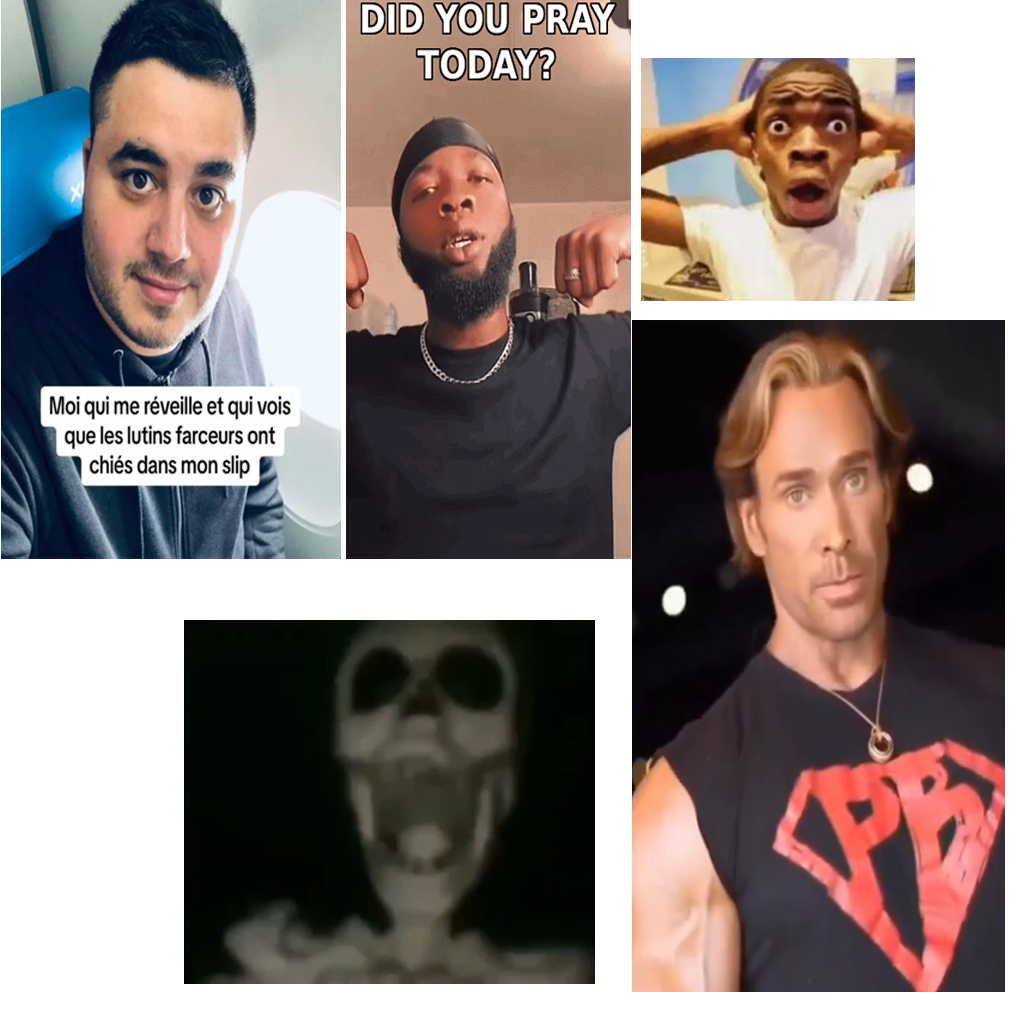 DID YOU PRAY
TODAY?
Moi qui me réveille et qui vois
que les lutins farceurs ont
chiés dans mon slip
PR